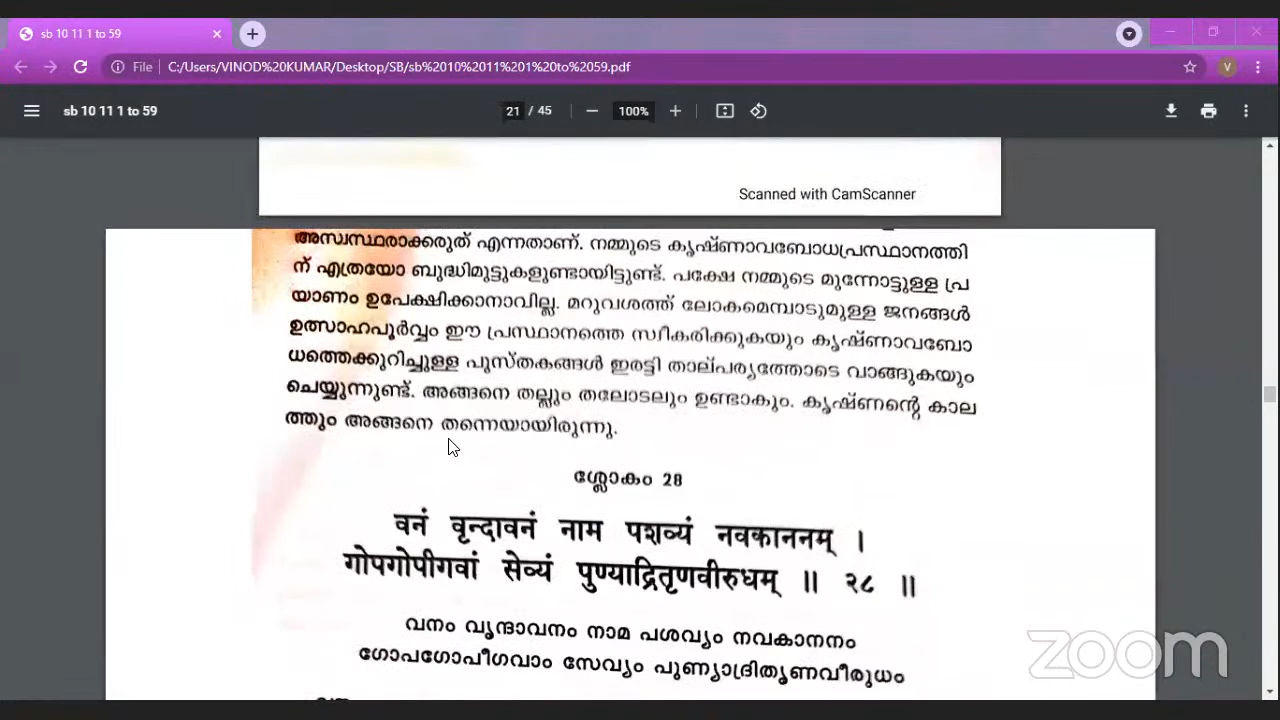 sb 10 11 1 to 59
File C:/Users/VINOD%20KUMAR/Desktop/SB/sb%2010%2011%201%20to%2059.pdf V
sb 10 11 1 to 59 21 / 45 100%
Scanned with CamScanner
അസ്വസ്ഥരാക്കരുത് എന്നതാണ്. നമ്മുടെ കൃഷ്ണാവബോധപ്രസ്ഥാനത്തി
ന് എത്രയോ ബുദ്ധിമുട്ടുകളുണ്ടായിട്ടുണ്ട്. പക്ഷേ നമ്മുടെ മുന്നോട്ടുള്ള പ്ര
യാണം ഉപേക്ഷിക്കാനാവില്ല. മറുവശത്ത് ലോകമെമ്പാടുമുള്ള ജനങ്ങൾ
ഉത്സാഹപൂർവ്വം ഈ പ്രസ്ഥാനത്തെ സ്വീകരിക്കുകയും കൃഷ്ണാവബോ
ധത്തെക്കുറിച്ചുള്ള പുസ്തകങ്ങൾ ഇരട്ടി താല്പര്യത്തോടെ വാങ്ങുകയും
ചെയ്യുന്നുണ്ട്. അങ്ങനെ തല്ലും തലോടലും ഉണ്ടാകും. കൃഷ്ണന്റെ കാല
ത്തും അങ്ങനെ തന്നെയായിരുന്നു.
ശ്ലോകം 28
वनं वृन्दावनं नाम पशव्यं नवकाननम् ।
गोपगोपीगवां सेव्यं पुण्याद्रितृणवीरुधम् ॥ २८ ॥
വനം വൃന്ദാവനം നാമ പശവ്യം നവകാനനം
ഗോപഗോപീഗവാം സേവ്യം പുണ്യാദ്രിതൃണവീരുധം
zoom